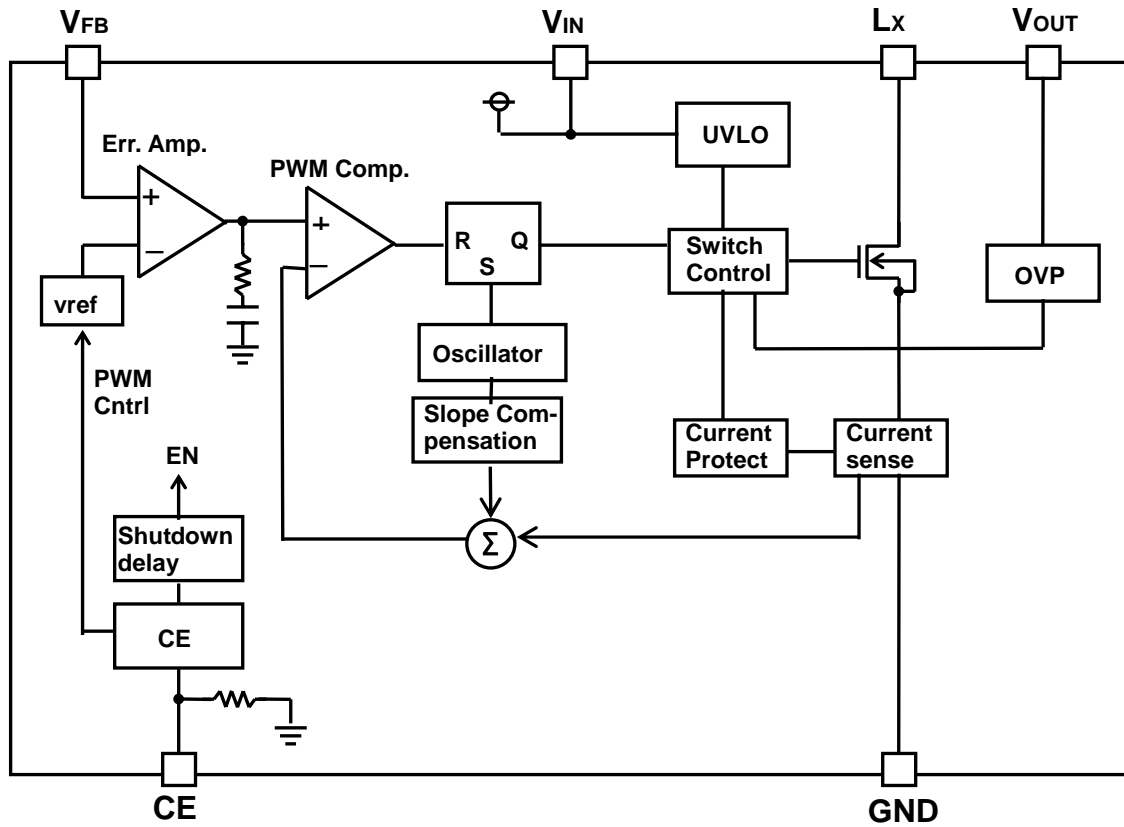 VFB
VIN
LX
VOUT
Err. Amp.
PWM Comp.
UVLO
+
−
+
−
R
Q
S
Switch
Control
OVP
vref
Oscillator
PWM
Cntrl
Slope Com-
pensation
Current
Protect
Current
sense
EN
Shutdown
delay
Σ
CE
CE
GND